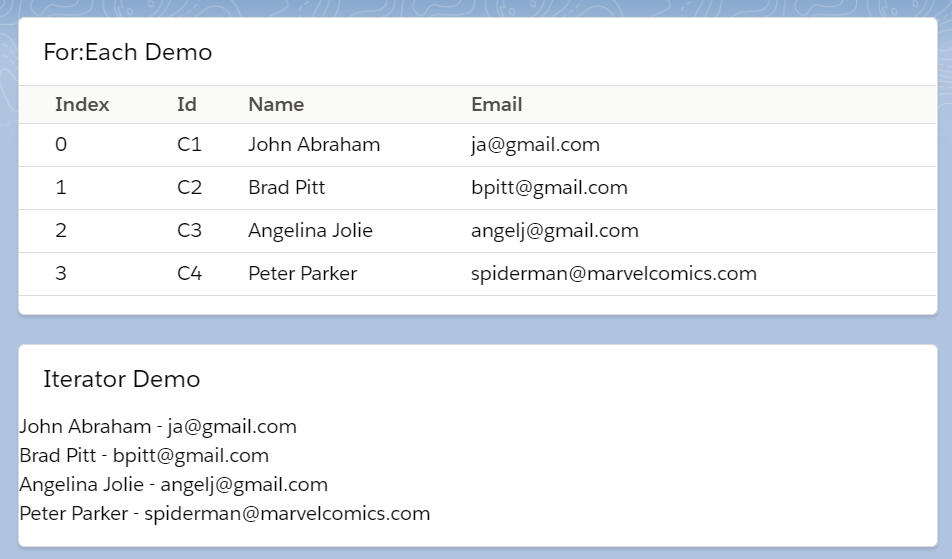 For:Each Demo
Index Id Name Email
0 C1 John Abraham ja@gmail.com
1 C2 Brad Pitt bpitt@gmail.com
2 C3 Angelina Jolie angelj@gmail.com
3 C4 Peter Parker spiderman@marvelcomics.com
Iterator Demo
John Abraham - ja@gmail.com
Brad Pitt - bpitt@gmail.com
Angelina Jolie - angelj@gmail.com
Peter Parker - spiderman@marvelcomics.com